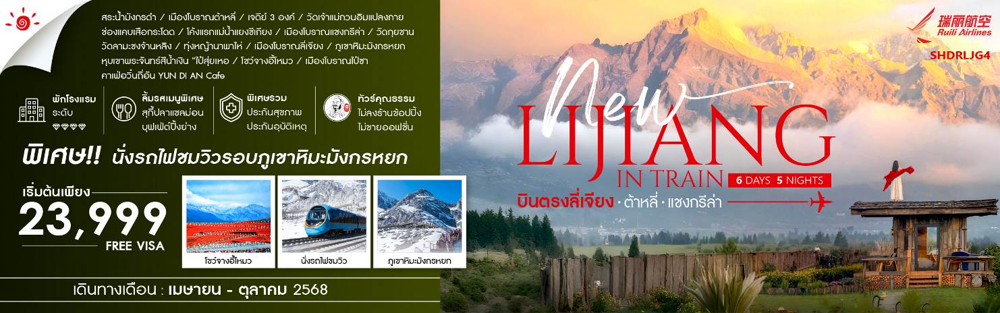 สระน้ำมังกรดำ / เมืองโบราณต้าหลี่ / เจดีย์ 3 องค์ / วัดเจ้าแม่กวนอิมแปลงกาย
ช่องแคบเสือกระโดด / โค้งแรกแม่น้ำแยงซีเกียง / เมืองโบราณแชงกรีล่า / วัดกุยซาน
วัดลามะซงจ้านหลิง / ทุ่งหญ้านาพาไห่ / เมืองโบราณลี่เจียง / ภูเขาหิมะมังกรหยก
หุบเขาพระจันทร์สีน้ำเงิน "ไป๋สุ่ยเหอ / โชว์จางอี้โหมว / เมืองโบราณไป๋ซา
คาเฟ่อวิ๋นถี่อัน YUN DI AN Cafe
พักโรงแรม
ระดับ
ลิ้มรสเมนูพิเศษ
สุกี้ปลาแซลม่อน
บุฟเฟ่ต์ปิ้งย่าง
พิเศษรวม
ประกันสุขภาพ
ประกันอุบัติเหตุ
ทัวร์คุณธรรม
ไม่ลงร้านช้อปปิ้ง
ไม่ขายออฟชั่น
พิเศษ!! นั่งรถไฟชมวิวรอบภูเขาหิมะมังกรหยก
เริ่มต้นเพียง
23,999
FREE VISA
โชว์จางอี้โหมว
นั่งรถไฟชมวิว
ภูเขาหิมะมังกรหยก
เดินทางเดือน : เมษายน - ตุลาคม 2568
瑞丽航空
Ruili Airlines
SHDRLJG4
New
LIJIANG
IN TRAIN 6 DAYS 5 NIGHTS
บินตรงลี่เจียง · ต้าหลี่ · แชงกรีล่า